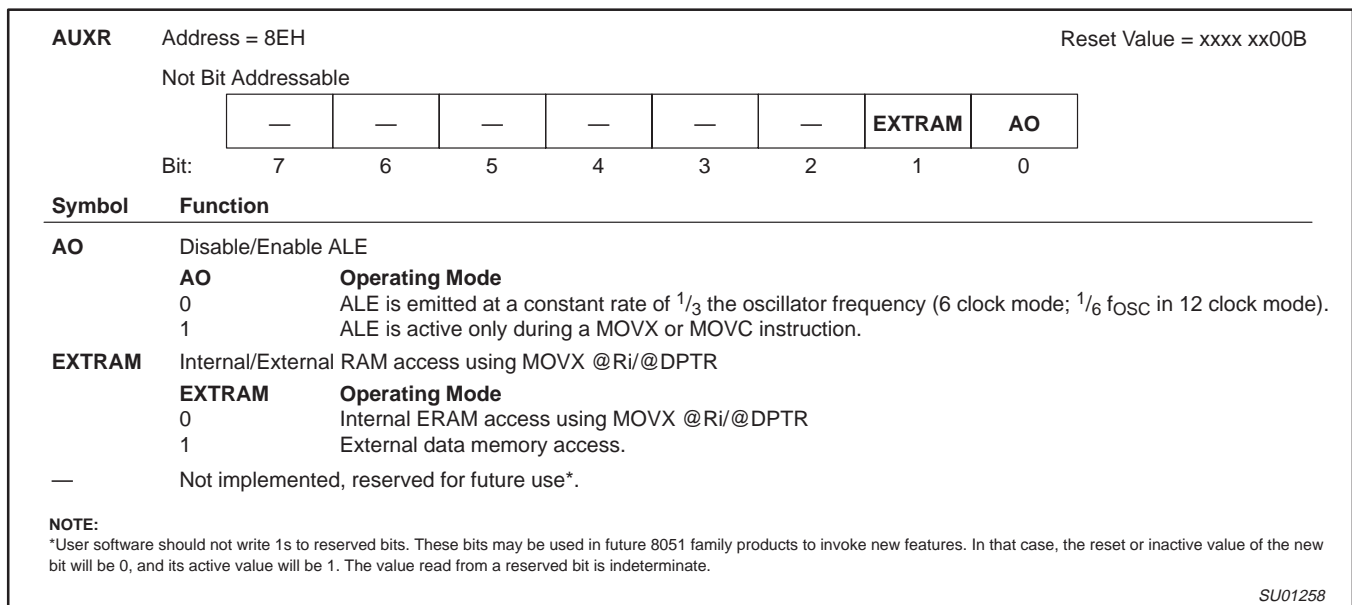 AUXR Address = 8EH Reset Value = xxxx xx00B
Not Bit Addressable
— — — — — — EXTRAM AO
Bit: 7 6 5 4 3 2 1 0
Symbol Function
AO Disable/Enable ALE
AO Operating Mode
0 ALE is emitted at a constant rate of 1/3 the oscillator frequency (6 clock mode; 1/6 fOSC in 12 clock mode).
1 ALE is active only during a MOVX or MOVC instruction.
EXTRAM Internal/External RAM access using MOVX @Ri/@DPTR
EXTRAM Operating Mode
0 Internal ERAM access using MOVX @Ri/@DPTR
1 External data memory access.
— Not implemented, reserved for future use*.
NOTE:
*User software should not write 1s to reserved bits. These bits may be used in future 8051 family products to invoke new features. In that case, the reset or inactive value of the new
bit will be 0, and its active value will be 1. The value read from a reserved bit is indeterminate.
SU01258